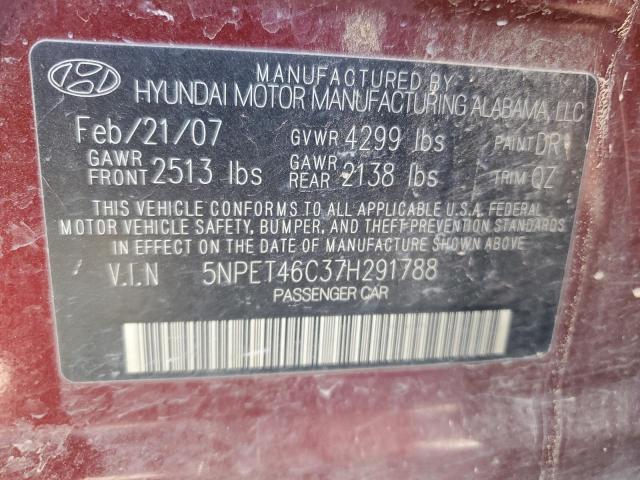 MANUFACTURED BY
HYUNDAI MOTOR MANUFACTURING ALABAMA, LLC
Feb/21/07 GVWR 4299 lbs PAINT DR
GAWR FRONT 2513 lbs GAWR REAR 2138 lbs TRIM QZ
THIS VEHICLE CONFORMS TO ALL APPLICABLE U.S.A. FEDERAL
MOTOR VEHICLE SAFETY, BUMPER, AND THEFT PREVENTION STANDARDS
IN EFFECT ON THE DATE OF MANUFACTURE SHOWN ABOVE
V.I.N 5NPET46C37H291788
PASSENGER CAR